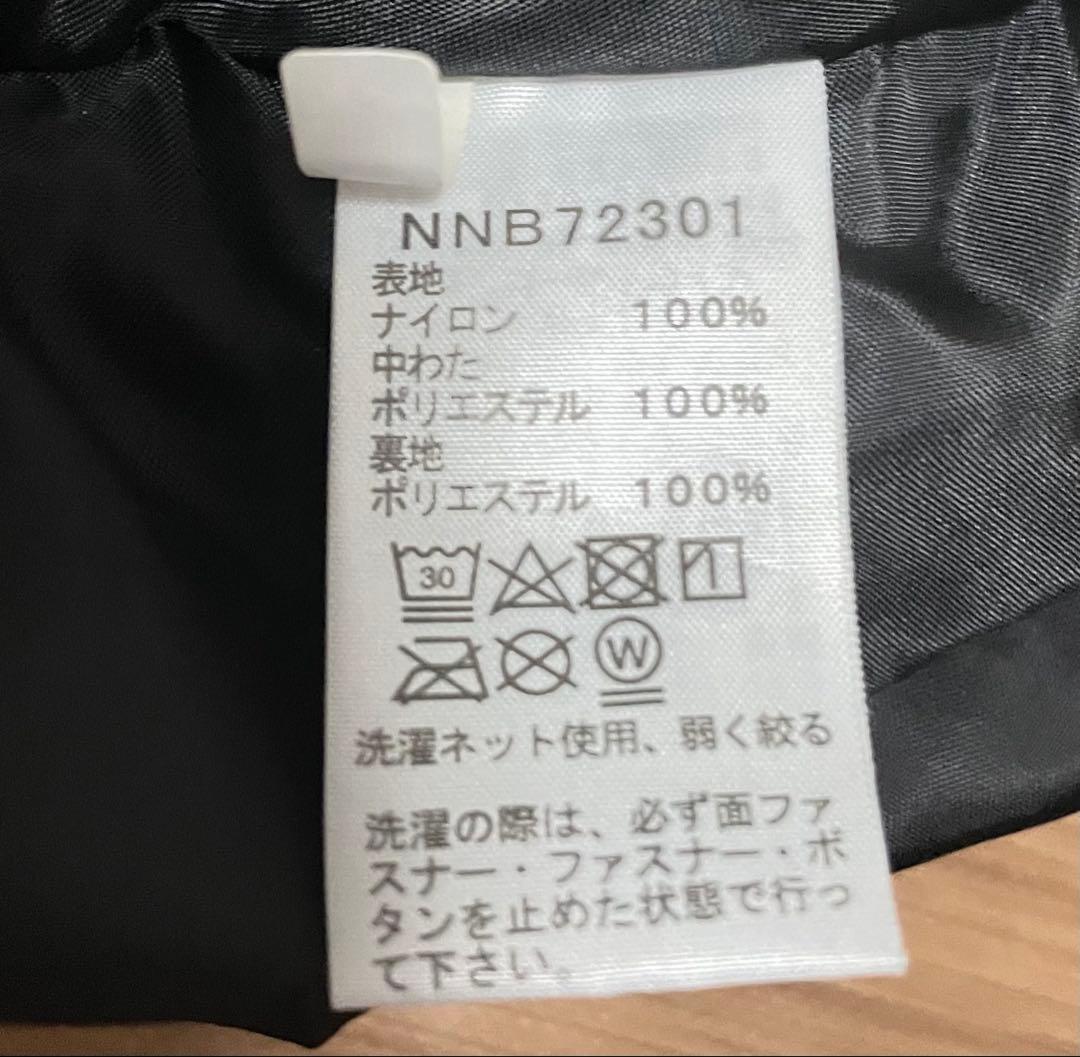 NNB72301
表地
ナイロン 100%
中わた
ポリエステル 100%
裏地
ポリエステル 100%
30
W
洗濯ネット使用、弱く絞る
洗濯の際は、必ず面ファ
スナー・ファスナー・ボ
タンを止めた状態で行っ
て下さい。